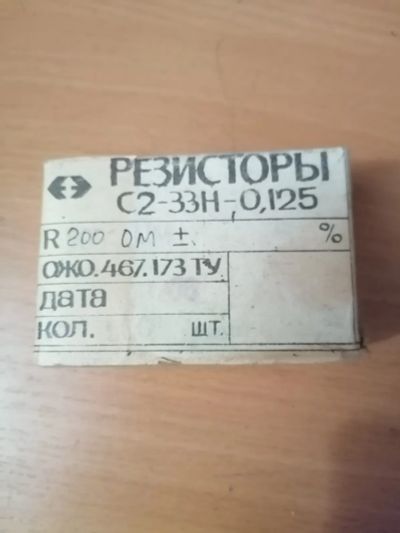 РЕЗИСТОРЫ
С2-33Н-0,125
R 200 ОМ ±. %
ОЖО.467.173 ТУ
ДАТА
КОЛ. ШТ.